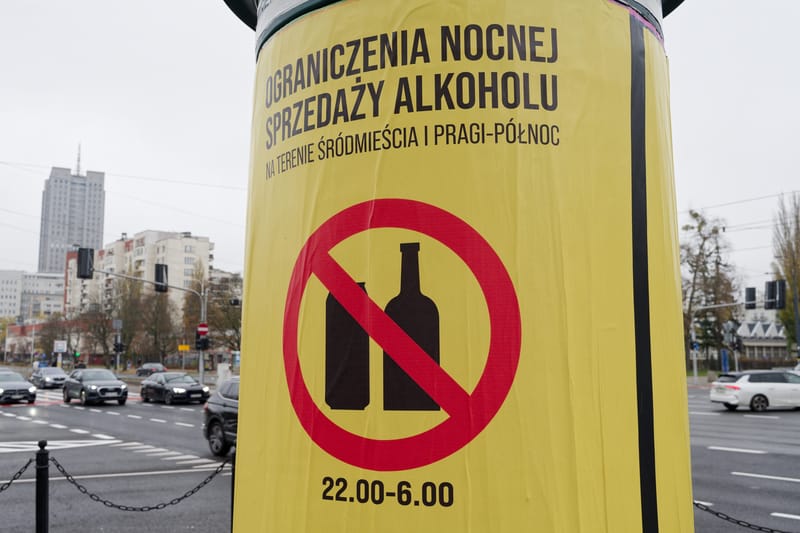 OGRANICZENIA NOCNEJ
SPRZEDAŻY ALKOHOLU
NA TERENIE ŚRÓDMIEŚCIA I PRAGI-PÓŁNOC
22.00-6.00